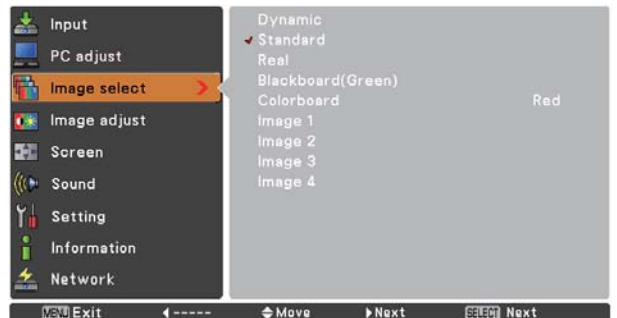 Input
PC adjust
Image select
Image adjust
Screen
Sound
Setting
Information
Network
Dynamic
Standard
Real
Blackboard(Green)
Colorboard Red
Image 1
Image 2
Image 3
Image 4
MENU Exit ----- Move Next SELECT Next